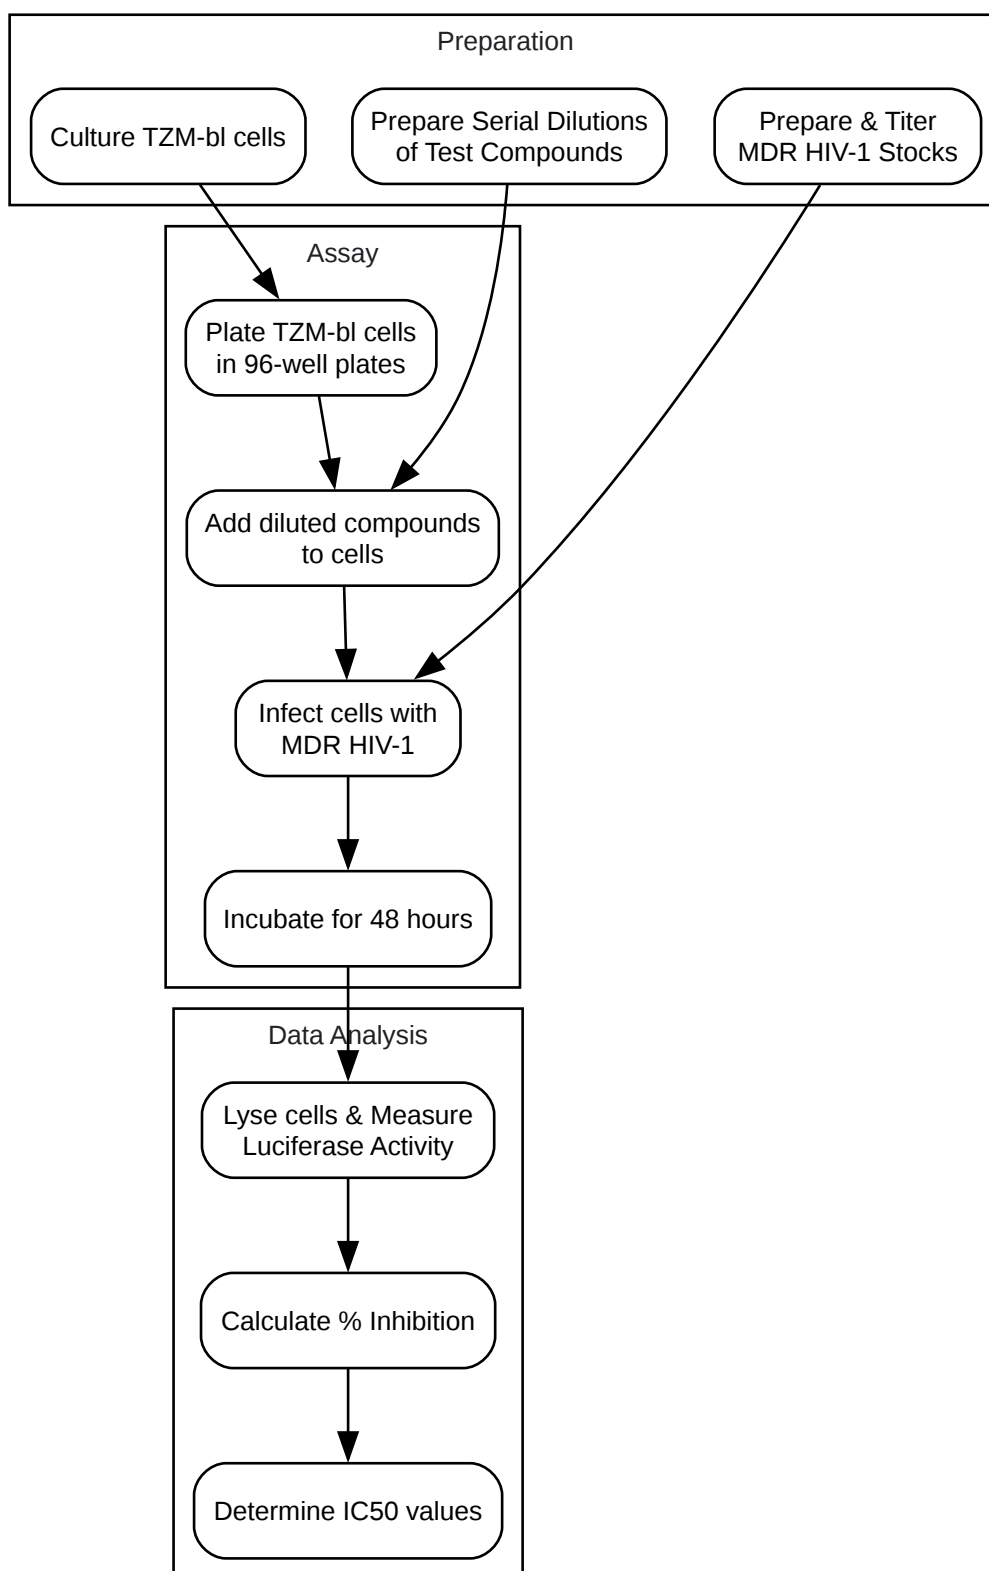 Preparation
Culture TZM-bl cells
Prepare Serial Dilutions
of Test Compounds
Prepare & Titer
MDR HIV-1 Stocks
Assay
Plate TZM-bl cells
in 96-well plates
Add diluted compounds
to cells
Infect cells with
MDR HIV-1
Incubate for 48 hours
Data Analysis
Lyse cells & Measure
Luciferase Activity
Calculate % Inhibition
Determine IC50 values